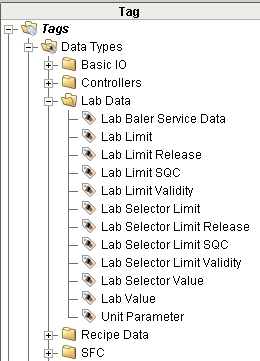 Tag
Tags
Data Types
Basic IO
Controllers
Lab Data
Lab Baler Service Data
Lab Limit
Lab Limit Release
Lab Limit SQC
Lab Limit Validity
Lab Selector Limit
Lab Selector Limit Release
Lab Selector Limit SQC
Lab Selector Limit Validity
Lab Selector Value
Lab Value
Unit Parameter
Recipe Data
SFC